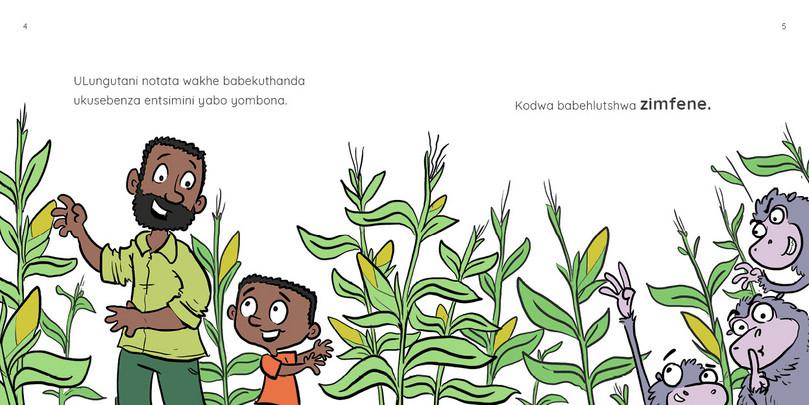 4
5
ULungutani notata wakhe babekuthanda
ukusebenza entsimini yabo yombona.
Kodwa babehlutshwa zimfene.